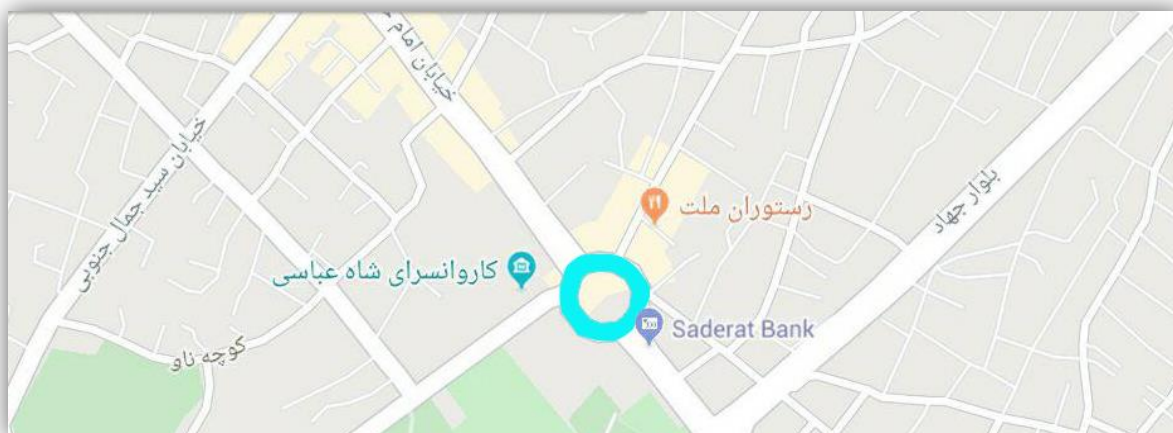 خیابان امام
خیابان سید جمال جنوبی
رستوران ملت
بلوار جهاد
کاروانسرای شاه عباسی
Saderat Bank
کوچه ناو